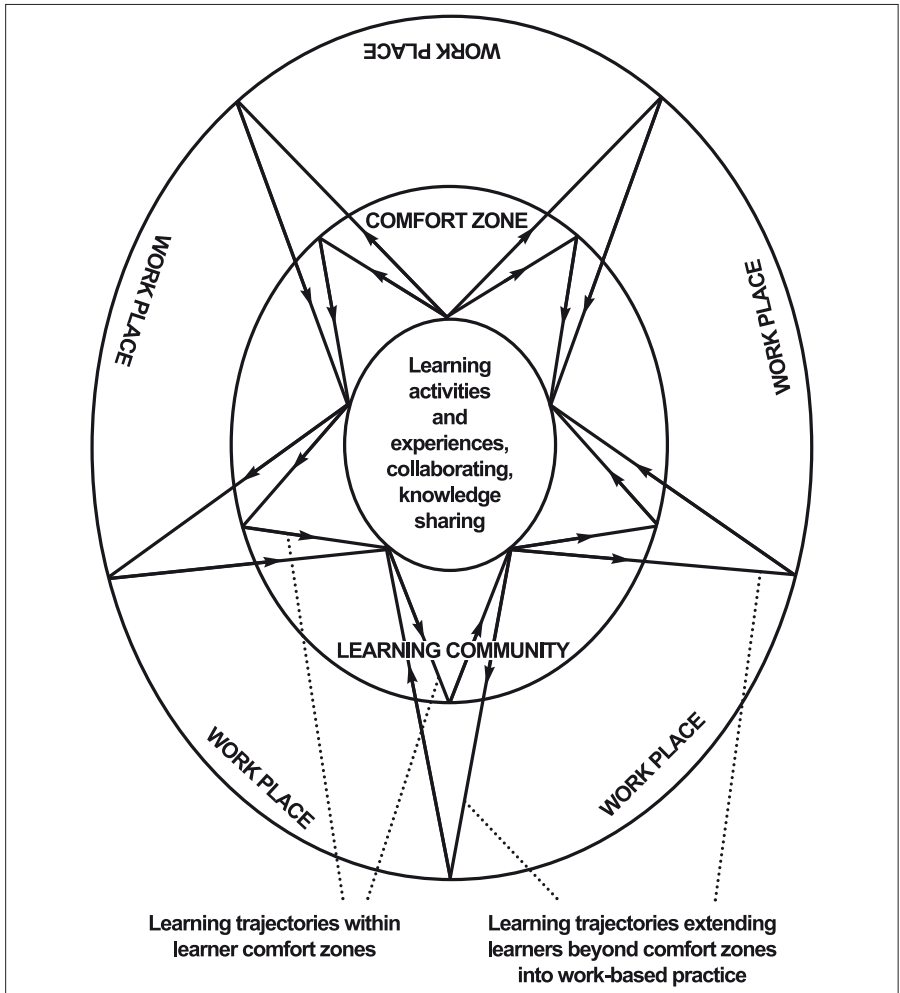 WORK PLACE
COMFORT ZONE
WORK PLACE
WORK PLACE
Learning
activities
and
experiences,
collaborating,
knowledge
sharing
LEARNING COMMUNITY
WORK PLACE
WORK PLACE
Learning trajectories within
learner comfort zones
Learning trajectories extending
learners beyond comfort zones
into work-based practice